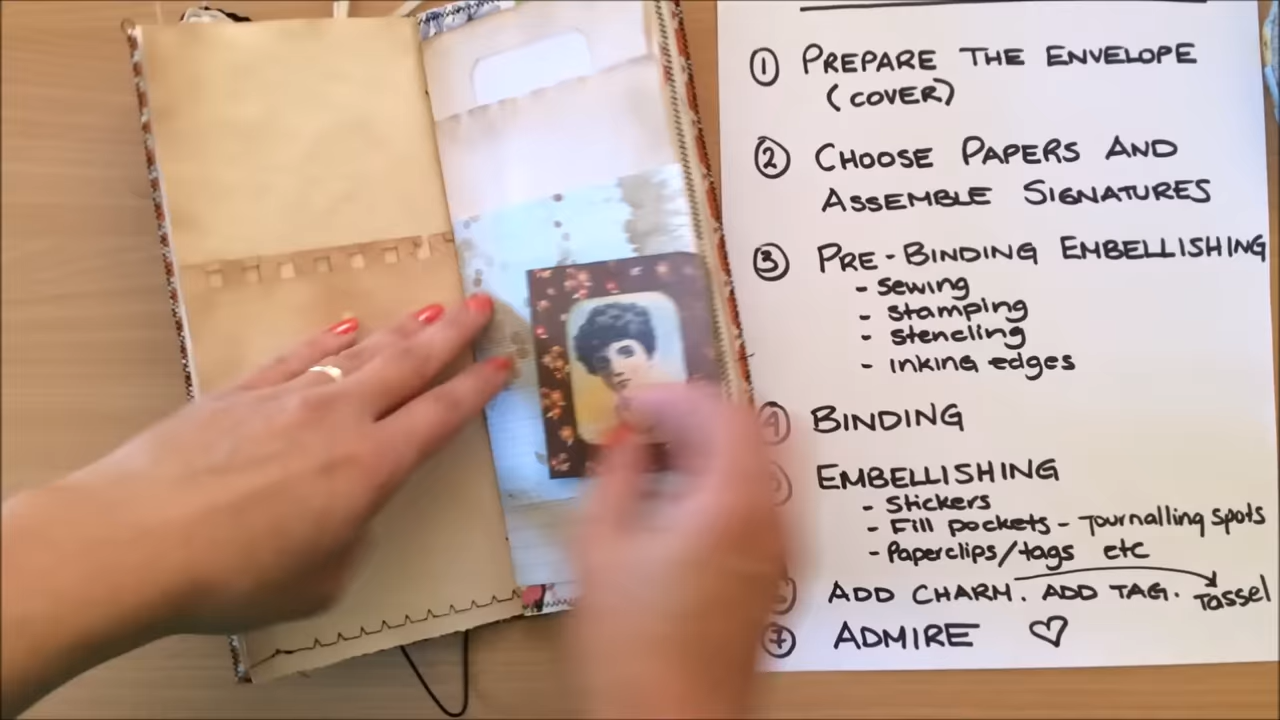 ① PREPARE THE ENVELOPE
(COVER)
② CHOOSE PAPERS AND
ASSEMBLE SIGNATURES
③ PRE-BINDING EMBELLISHING
- sewing
- stamping
- stenciling
- inking edges
④ BINDING
EMBELLISHING
- Stickers
- Fill pockets - Journalling spots
- Paperclips/tags etc
ADD CHARM. ADD TAG. Tassel
⑦ ADMIRE ♡